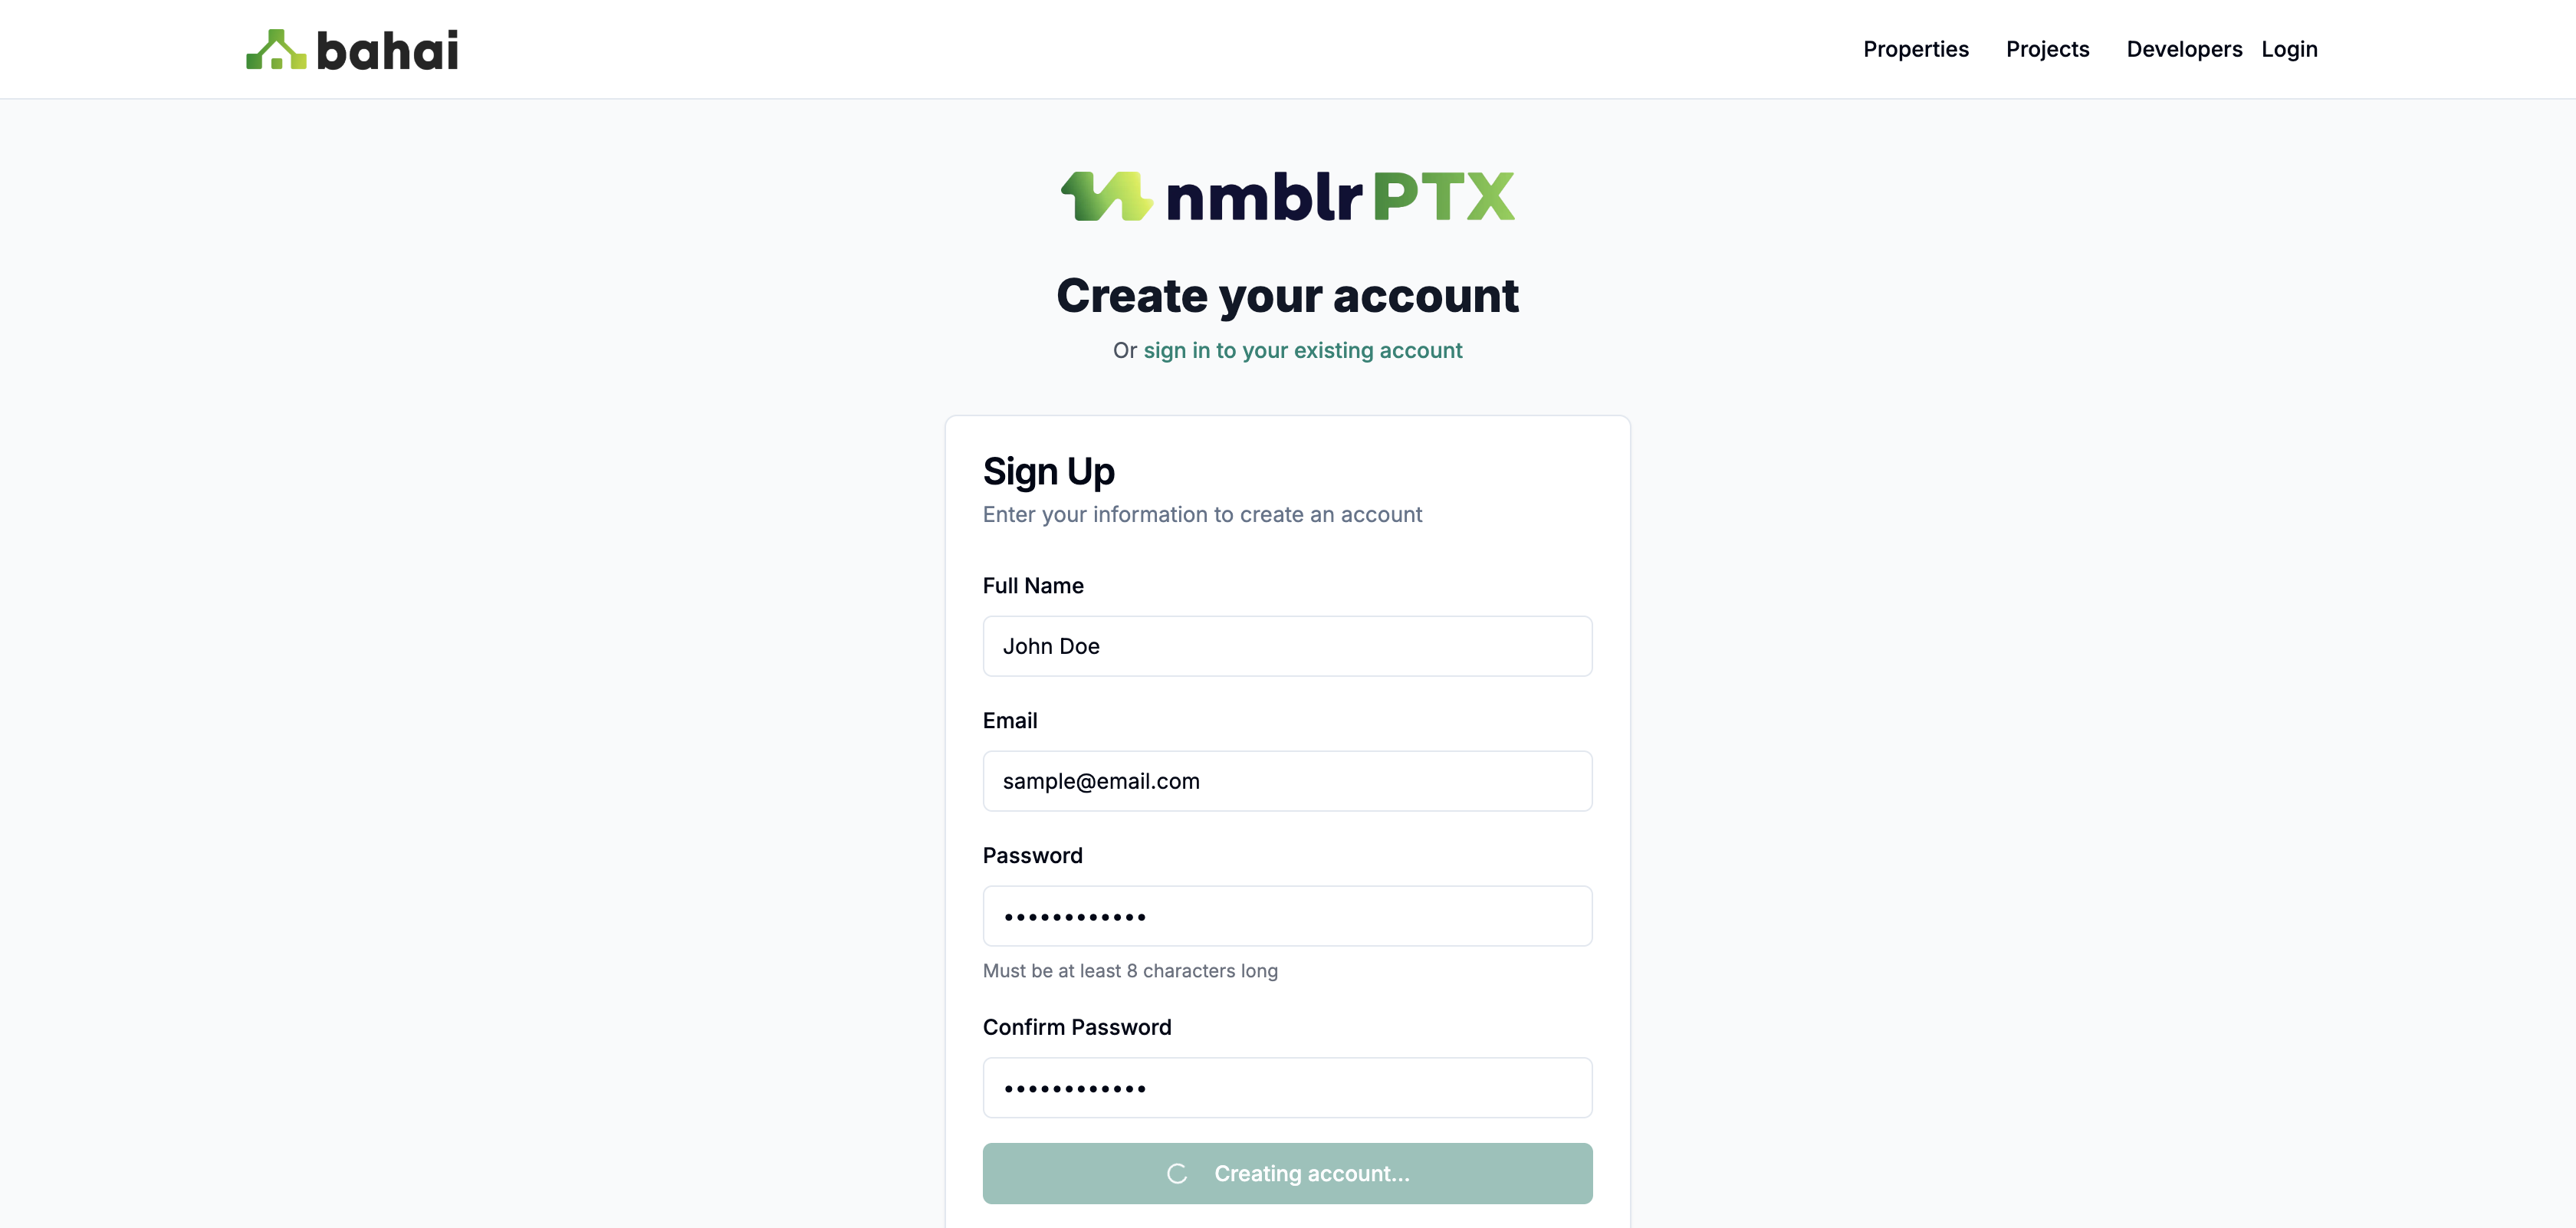 bahai
Properties Projects Developers Login
nmblr PTX
Create your account
Or sign in to your existing account
Sign Up
Enter your information to create an account
Full Name
John Doe
Email
sample@email.com
Password
••••••••••••
Must be at least 8 characters long
Confirm Password
••••••••••••
Creating account...